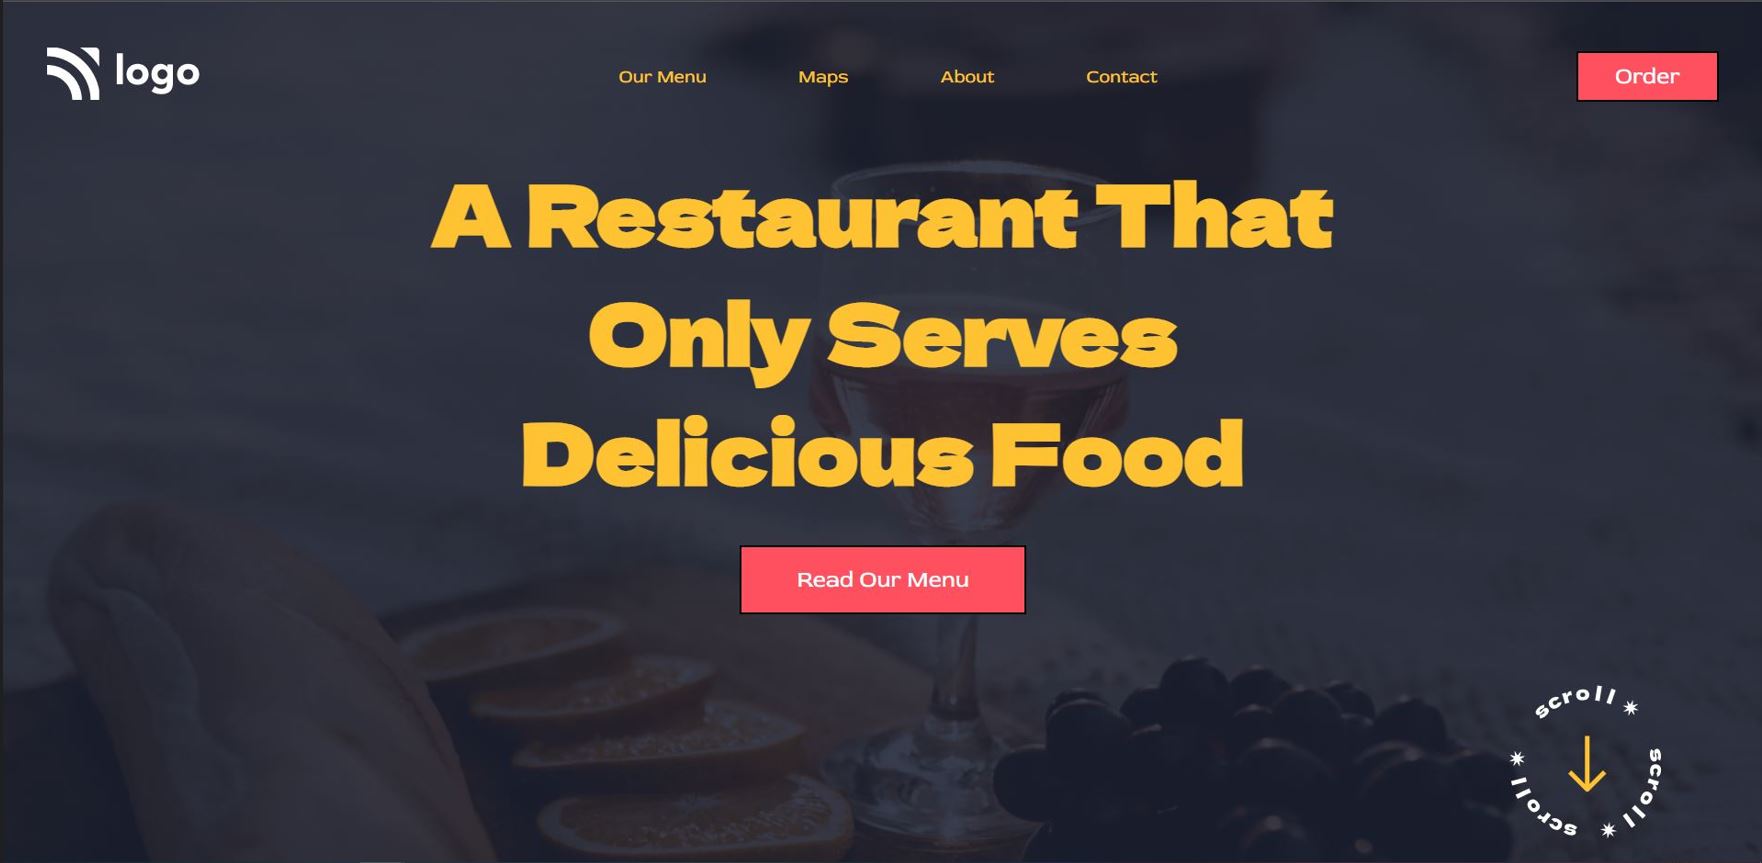 logo
Our Menu
Maps
About
Contact
Order
A Restaurant That
Only Serves
Delicious Food
Read Our Menu
scroll ✷ scroll ✷ scroll ✷